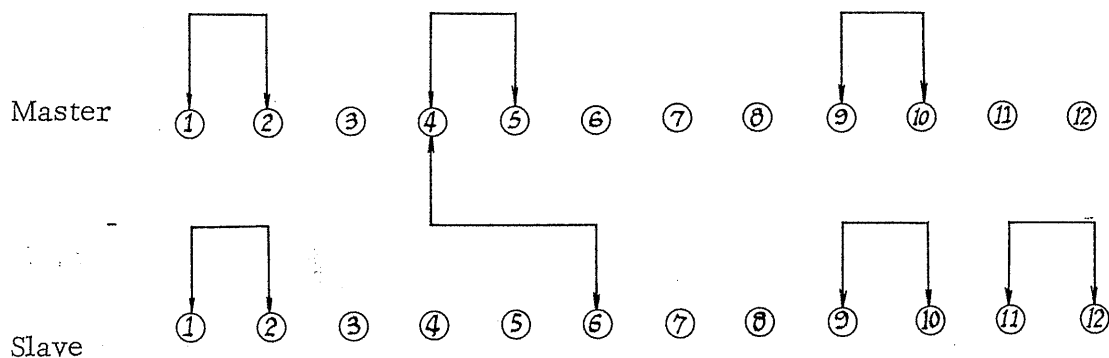 Master ① ② ③ ④ ⑤ ⑥ ⑦ ⑧ ⑨ ⑩ ⑪ ⑫
① ② ③ ④ ⑤ ⑥ ⑦ ⑧ ⑨ ⑩ ⑪ ⑫
Slave